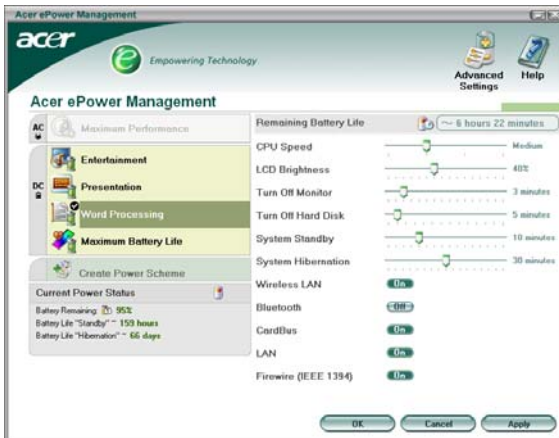 Acer ePower Management
acer
e
Empowering Technology
Advanced Settings
Help
Acer ePower Management
AC
Maximum Performance
DC
Entertainment
Presentation
Word Processing
Maximum Battery Life
Create Power Scheme
Current Power Status
Battery Remaining: 95%
Battery Life "Standby" ~ 159 hours
Battery Life "Hibernation" ~ 66 days
Remaining Battery Life ~ 6 hours 22 minutes
CPU Speed Medium
LCD Brightness 40%
Turn Off Monitor 3 minutes
Turn Off Hard Disk 5 minutes
System Standby 10 minutes
System Hibernation 30 minutes
Wireless LAN On
Bluetooth Off
CardBus On
LAN On
Firewire (IEEE 1394) On
OK
Cancel
Apply